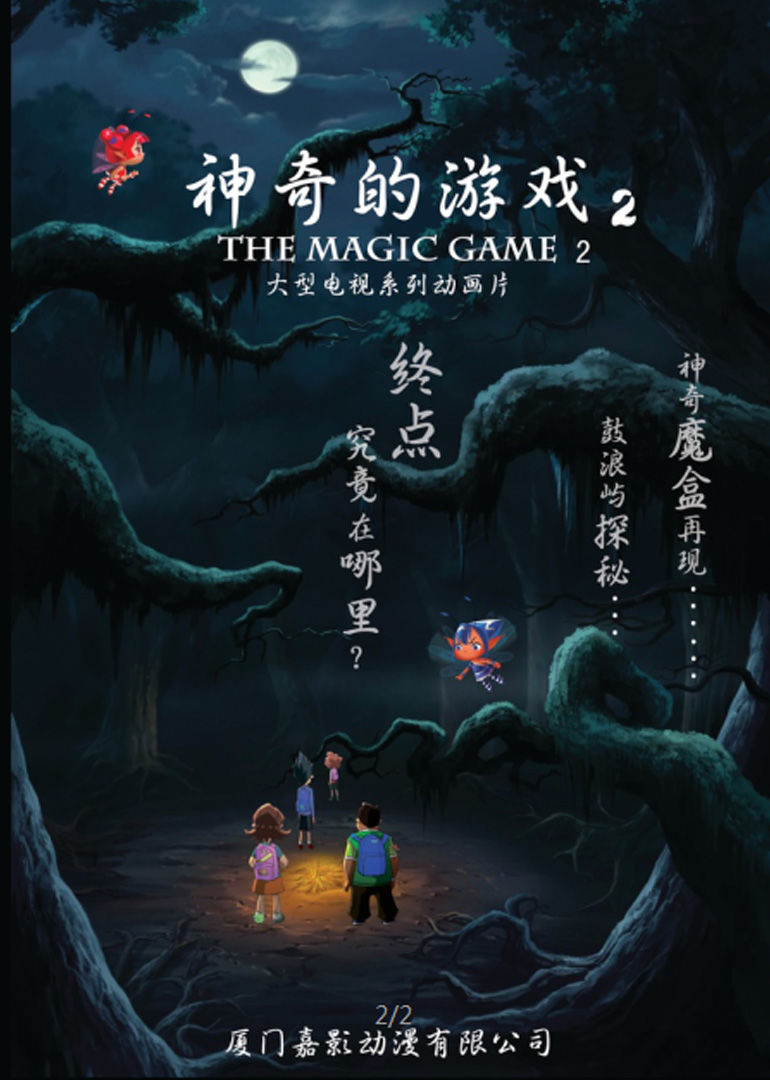 神奇的游戏2
THE MAGIC GAME 2
大型电视系列动画片
神奇魔盒再现······
鼓浪屿探秘···
终点
究竟在哪里？
2/2
厦门嘉影动漫有限公司